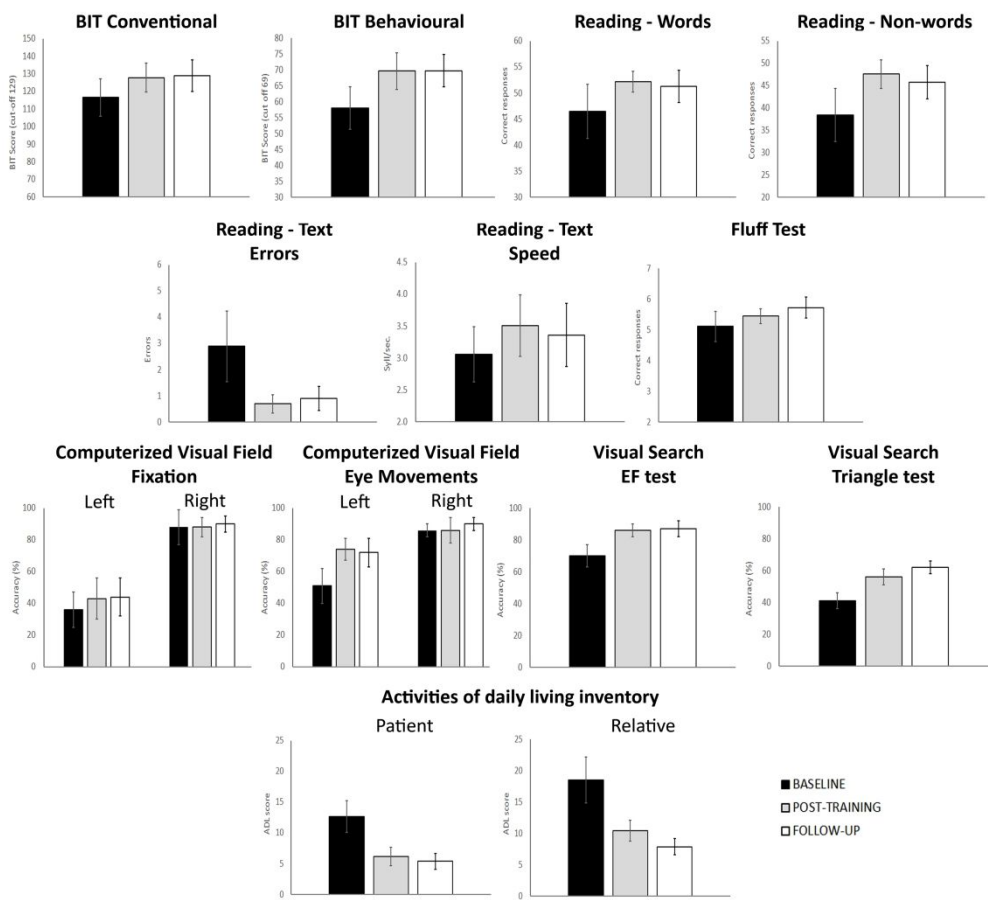 BIT Conventional
BIT Score (cut-off 129)
150
140
130
120
110
100
90
80
70
60
BIT Behavioural
BIT Score (cut off 69)
80
75
70
65
60
55
50
45
40
35
30
Reading - Words
Correct responses
60
55
50
45
40
35
30
Reading - Non-words
Correct responses
55
50
45
40
35
30
25
20
Reading - Text
Errors
Errors
6
5
4
3
2
1
0
Reading - Text
Speed
Syll/sec.
4.5
4.0
3.5
3.0
2.5
2.0
Fluff Test
Correct responses
7
6
5
4
3
2
Computerized Visual Field
Fixation
Left Right
Accuracy (%)
100
80
60
40
20
0
Computerized Visual Field
Eye Movements
Left Right
Accuracy (%)
100
80
60
40
20
0
Visual Search
EF test
Accuracy (%)
100
80
60
40
20
0
Visual Search
Triangle test
Accuracy (%)
100
80
60
40
20
0
Activities of daily living inventory
Patient
ADL score
25
20
15
10
5
0
Relative
ADL score
25
20
15
10
5
0
BASELINE
POST-TRAINING
FOLLOW-UP